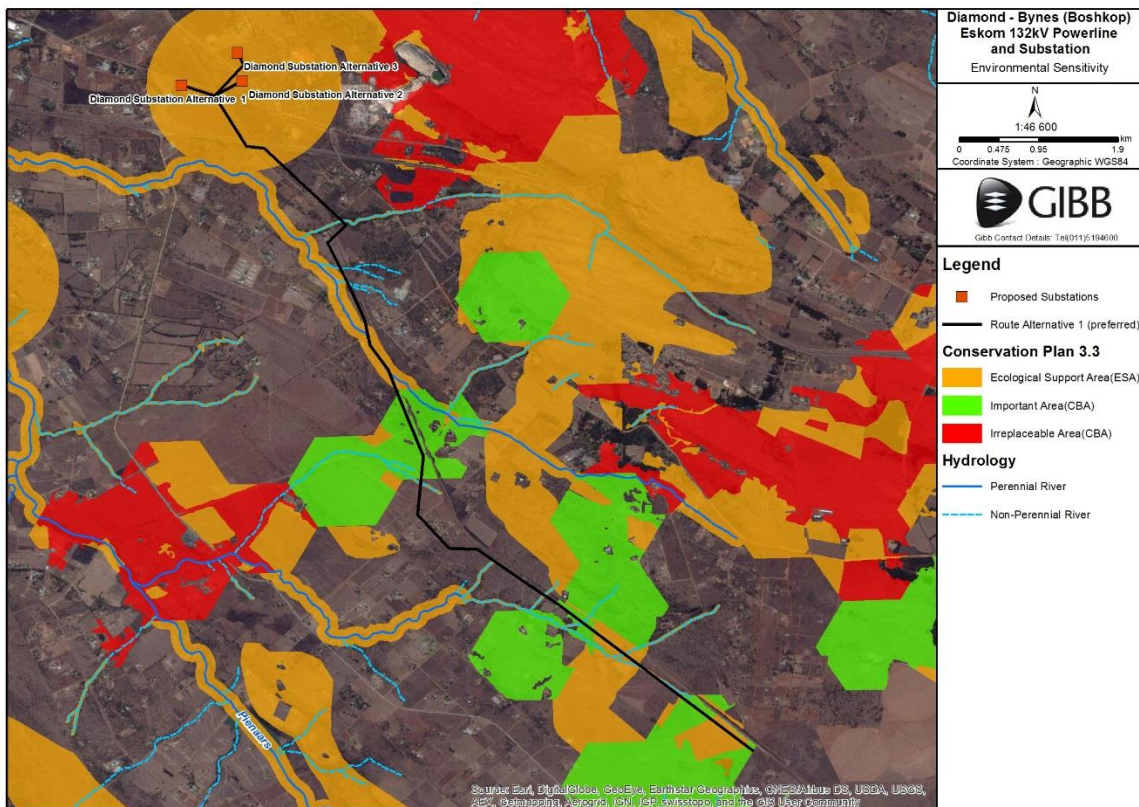 Diamond - Bynes (Boshkop)
Eskom 132kV Powerline
and Substation
Environmental Sensitivity
N
1:46 600
km
0 0.475 0.95 1.9
Coordinate System : Geographic WGS84
GIBB
Gibb Contact Details: Tel(011)5194600
Legend
Proposed Substations
Route Alternative 1 (preferred)
Conservation Plan 3.3
Ecological Support Area(ESA)
Important Area(CBA)
Irreplaceable Area(CBA)
Hydrology
Perennial River
Non-Perennial River
Diamond Substation Alternative 3
Diamond Substation Alternative 1
Diamond Substation Alternative 2
Pienaars
Source: Esri, DigitalGlobe, GeoEye, Earthstar Geographics, CNES/Airbus DS, USDA, USGS,
AEX, Getmapping, Aerogrid, IGN, IGP, swisstopo, and the GIS User Community